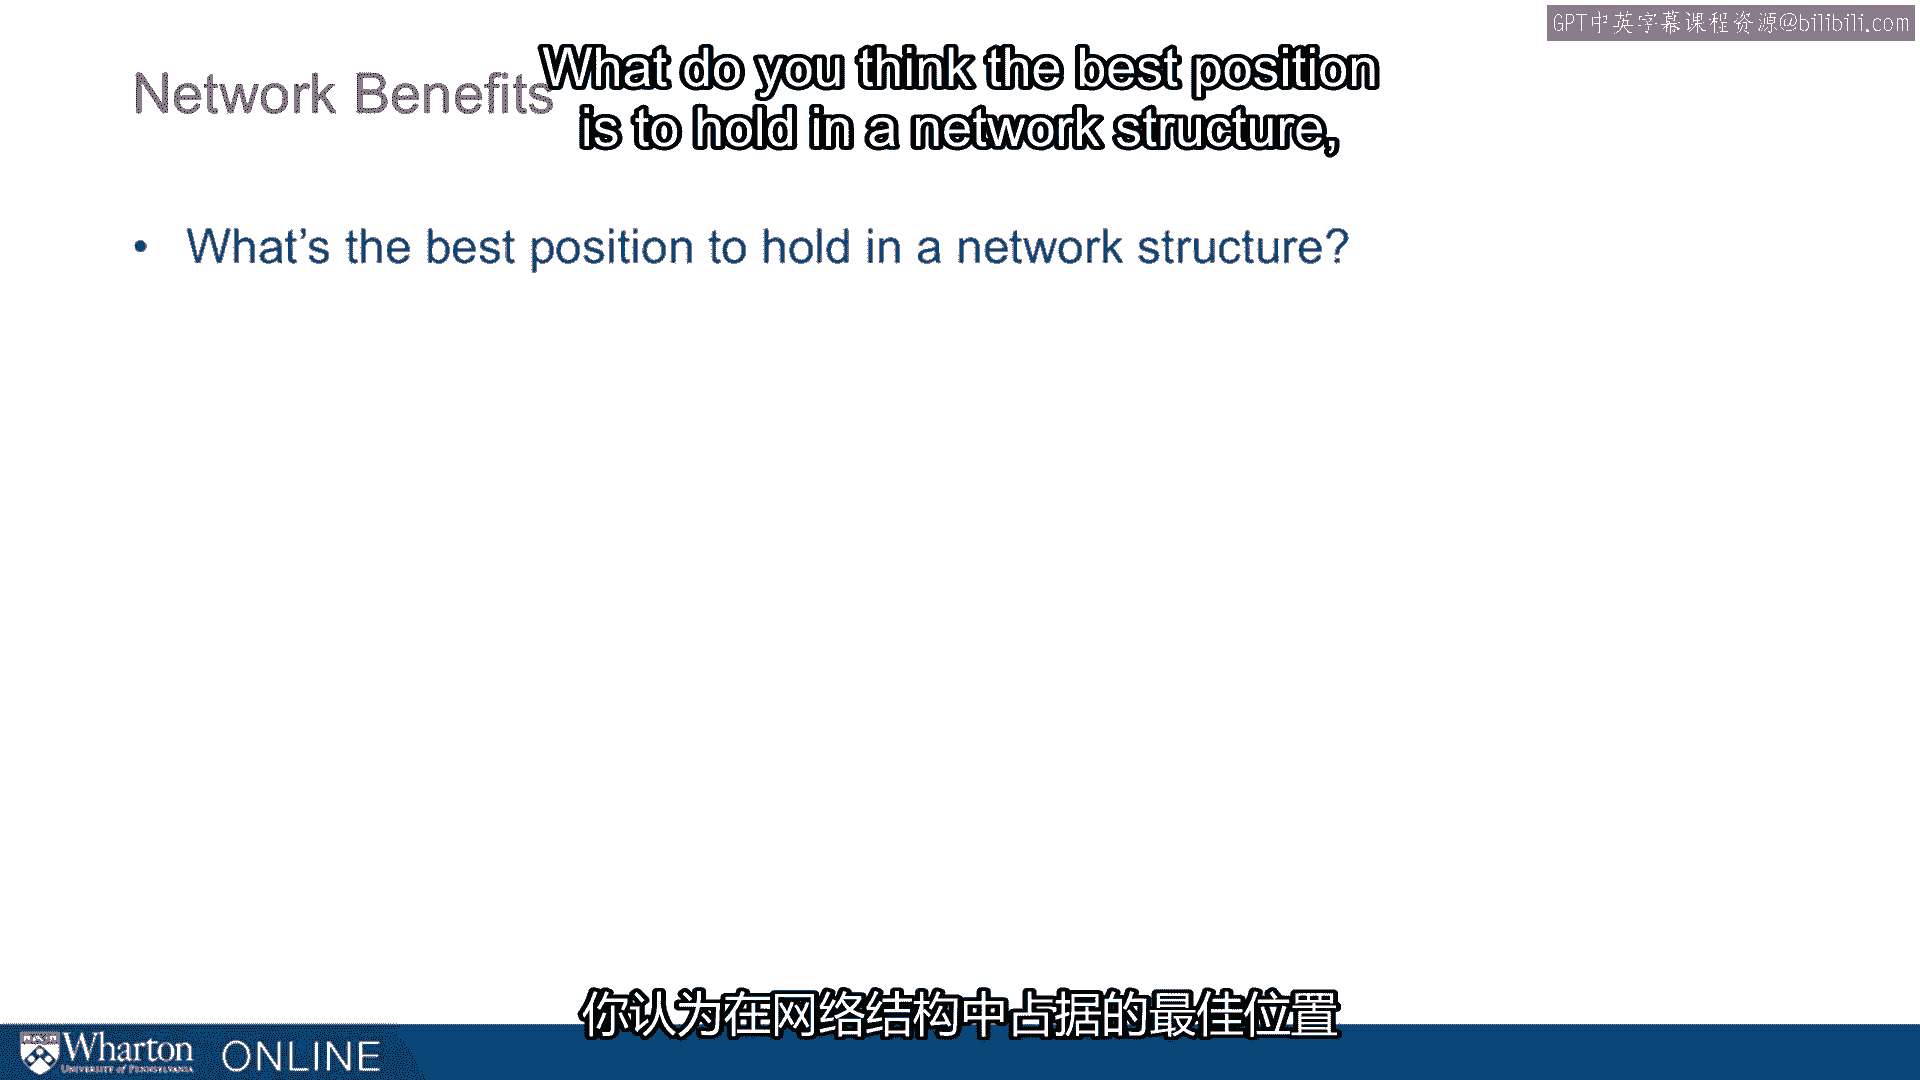 GPT中英字幕课程资源@bilibili.com
What do you think the best position
is to hold in a network structure,
Network Benefits
• What's the best position to hold in a network structure?
你认为在网络结构中占据的最佳位置
Wharton
UNIVERSITY of PENNSYLVANIA
ONLINE